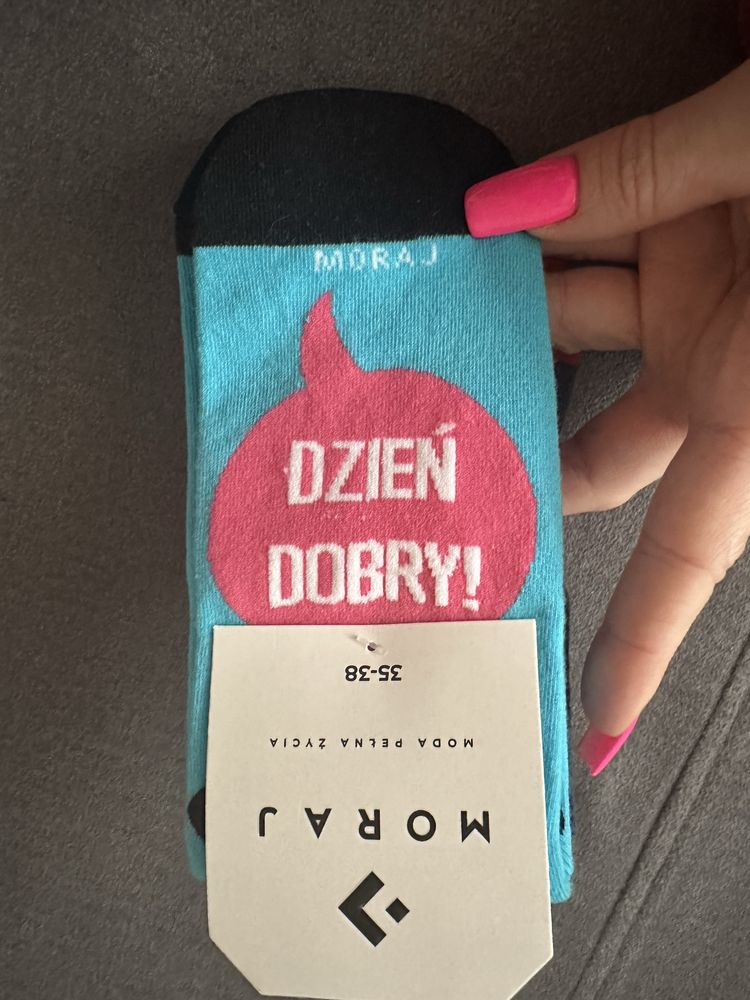 MORAJ
DZIEŃ
DOBRY!
35-38
MODA PEŁNA ŻYCIA
MORAJ